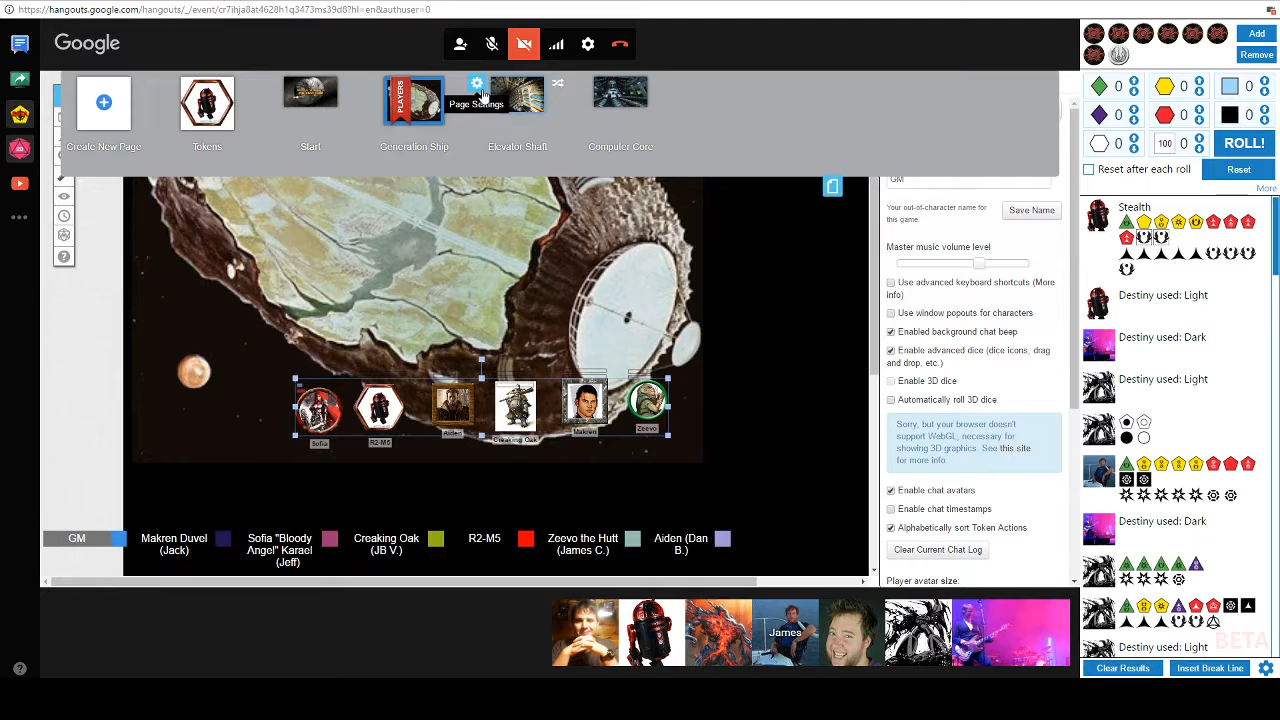 https://hangouts.google.com/hangouts/_/event/cr7ihja8at4628h1q3473ms39d8?hl=en&authuser=0
Google
PLAYERS
Page Settings
Create New Page
Tokens
Start
Generation Ship
Elevator Shaft
Computer Core
GM
Your out-of-character name for
this game.
Save Name
Master music volume level
Use advanced keyboard shortcuts (More
info)
Use window popouts for characters
Enabled background chat beep
Enable advanced dice (dice icons, drag
and drop, etc.)
Enable 3D dice
Automatically roll 3D dice
Sorry, but your browser doesn't
support WebGL, necessary for
showing 3D graphics. See this site
for more info.
Enable chat avatars
Enable chat timestamps
Alphabetically sort Token Actions
Clear Current Chat Log
Player avatar size:
Sofia
R2-M5
Aiden
Creaking Oak
Makren
Zeevo
GM
Makren Duvel
(Jack)
Sofia "Bloody
Angel" Karael
(Jeff)
Creaking Oak
(JB V.)
R2-M5
Zeevo the Hutt
(James C.)
Aiden (Dan
B.)
James
Add
Remove
0
0
0
0
0
0
0
100
0
ROLL!
Reset after each roll
Reset
More
Stealth
Destiny used: Light
Destiny used: Dark
Destiny used: Light
Destiny used: Dark
Destiny used: Light
BETA
Clear Results
Insert Break Line